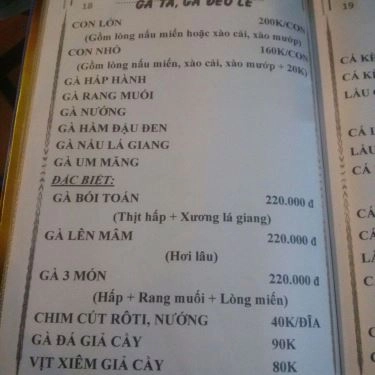 18
GÀ TA, GÀ ĐẺO LÈ
CON LỚN 200K/CON
(Gồm lòng nấu miến hoặc xào cải, xào mướp)
CON NHỎ 160K/CON
(Gồm lòng nấu miến, xào cải, xào mướp + 20K)
GÀ HẤP HÀNH
GÀ RANG MUỐI
GÀ NƯỚNG
GÀ HẦM ĐẬU ĐEN
GÀ NẤU LÁ GIANG
GÀ UM MĂNG
ĐẶC BIỆT:
GÀ BÓI TOÁN 220.000 đ
(Thịt hấp + Xương lá giang)
GÀ LÊN MÂM 220.000 đ
(Hơi lâu)
GÀ 3 MÓN 220.000 đ
(Hấp + Rang muối + Lòng miến)
CHIM CÚT RÔTI, NƯỚNG 40K/ĐĨA
GÀ ĐÁ GIẢ CẦY 90K
VỊT XIÊM GIẢ CẦY 80K
19
CÁ
CÁ
LẨU
CÁ
LẨU
CÁ
CÁ
CÁ